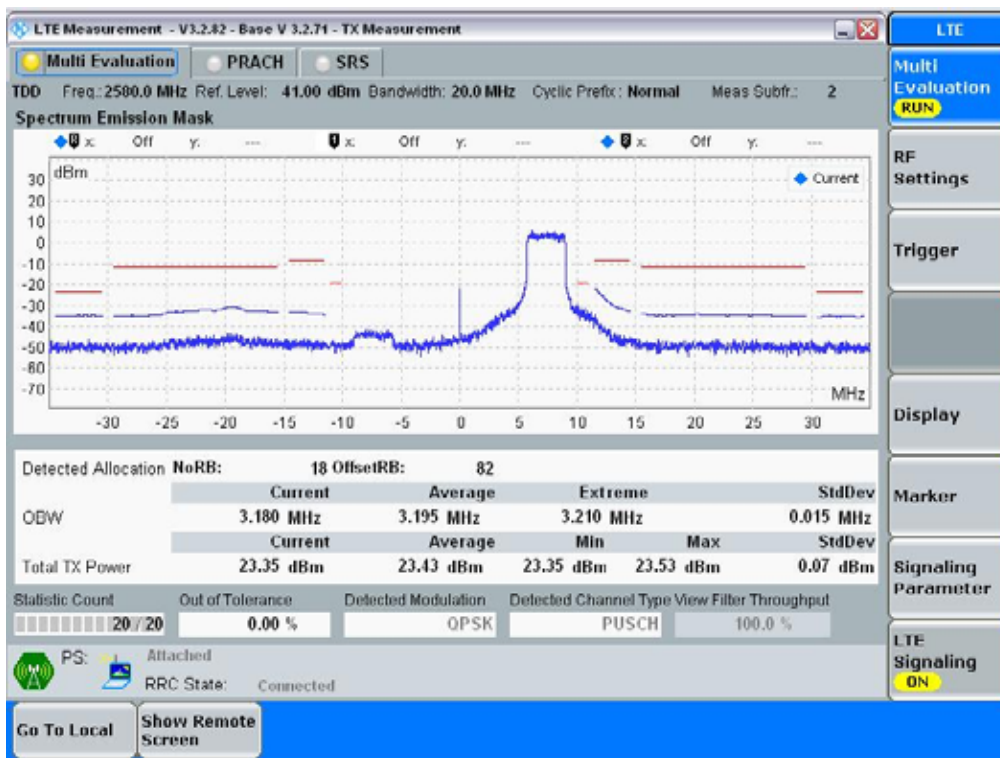 LTE Measurement - V3.2.82 - Base V 3.2.71 - TX Measurement
LTE
Multi Evaluation PRACH SRS
Multi
Evaluation
RUN
TDD Freq.: 2580.0 MHz Ref. Level: 41.00 dBm Bandwidth: 20.0 MHz Cyclic Prefix: Normal Meas Subfr.: 2
Spectrum Emission Mask
x: Off y: --- 1 x: Off y: --- 2 x: Off y: ---
dBm
Current
30
20
10
0
-10
-20
-30
-40
-50
-60
-70
MHz
-30 -25 -20 -15 -10 -5 0 5 10 15 20 25 30
RF
Settings
Trigger
Display
Marker
Signaling
Parameter
LTE
Signaling
ON
Detected Allocation NoRB: 18 OffsetRB: 82
Current Average Extreme StdDev
OBW 3.180 MHz 3.195 MHz 3.210 MHz 0.015 MHz
Current Average Min Max StdDev
Total TX Power 23.35 dBm 23.43 dBm 23.35 dBm 23.53 dBm 0.07 dBm
Statistic Count Out of Tolerance Detected Modulation Detected Channel Type View Filter Throughput
20 / 20 0.00 % QPSK PUSCH 100.0 %
PS: Attached
RRC State: Connected
Go To Local
Show Remote
Screen